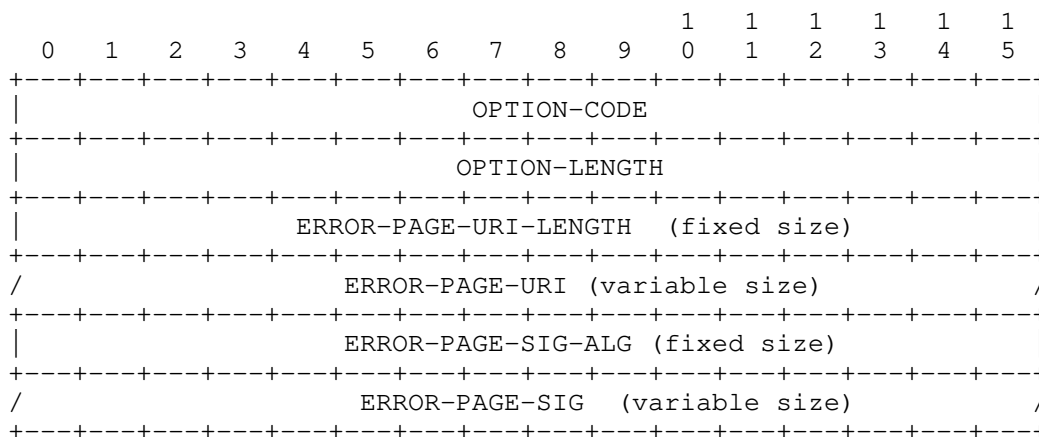 1   1   1   1   1   1
  0   1   2   3   4   5   6   7   8   9   0   1   2   3   4   5
+---+---+---+---+---+---+---+---+---+---+---+---+---+---+---+---
|                            OPTION-CODE
+---+---+---+---+---+---+---+---+---+---+---+---+---+---+---+---
|                           OPTION-LENGTH
+---+---+---+---+---+---+---+---+---+---+---+---+---+---+---+---
|                 ERROR-PAGE-URI-LENGTH  (fixed size)
+---+---+---+---+---+---+---+---+---+---+---+---+---+---+---+---
/                    ERROR-PAGE-URI (variable size)             /
+---+---+---+---+---+---+---+---+---+---+---+---+---+---+---+---
|                    ERROR-PAGE-SIG-ALG (fixed size)
+---+---+---+---+---+---+---+---+---+---+---+---+---+---+---+---
/                     ERROR-PAGE-SIG  (variable size)           /
+---+---+---+---+---+---+---+---+---+---+---+---+---+---+---+---